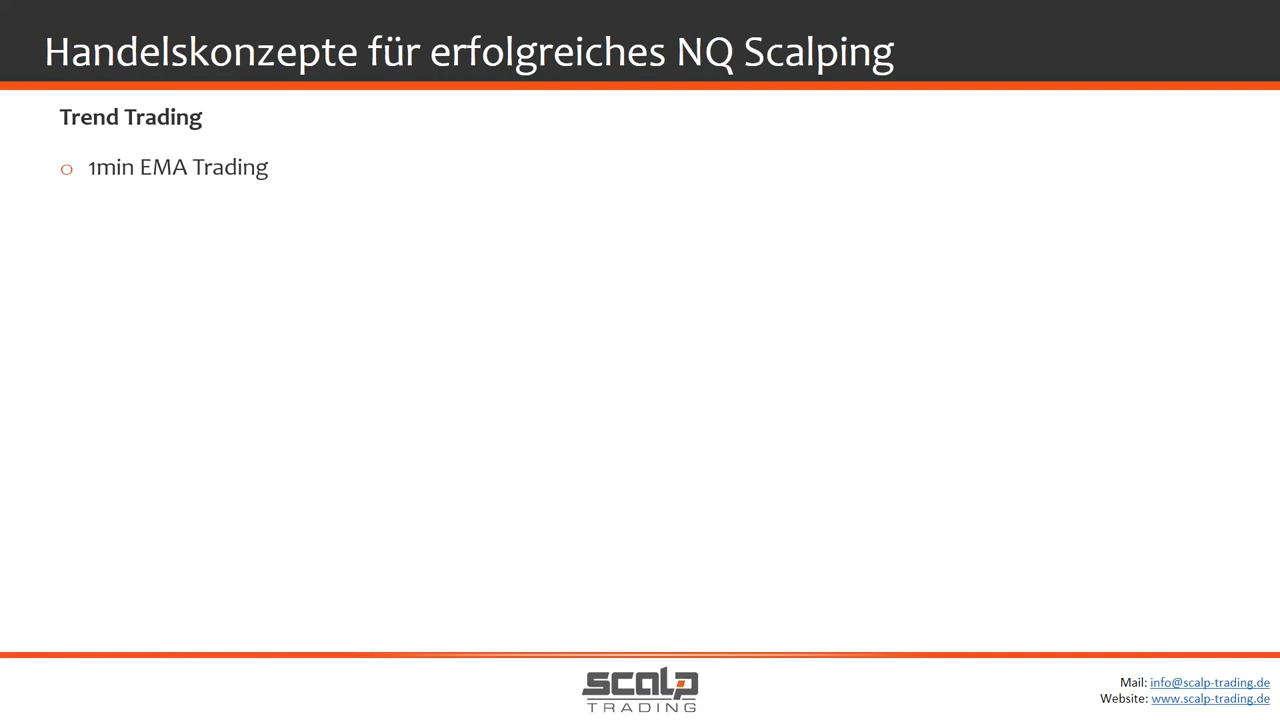 Handelskonzepte für erfolgreiches NQ Scalping
Trend Trading
o 1min EMA Trading
scalp
TRADING
Mail: info@scalp-trading.de
Website: www.scalp-trading.de